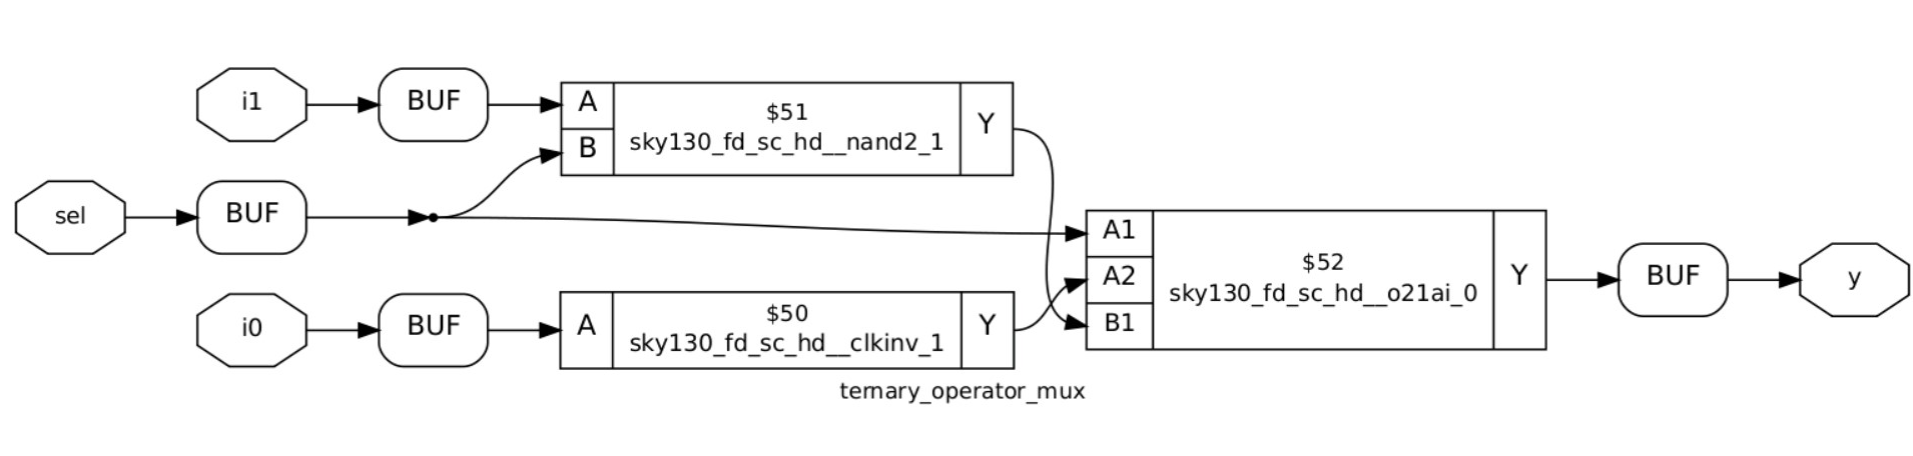 i1
BUF
A
B
$51
sky130_fd_sc_hd__nand2_1
Y
sel
BUF
A1
A2
B1
$52
sky130_fd_sc_hd__o21ai_0
Y
BUF
y
i0
BUF
A
$50
sky130_fd_sc_hd__clkinv_1
Y
ternary_operator_mux